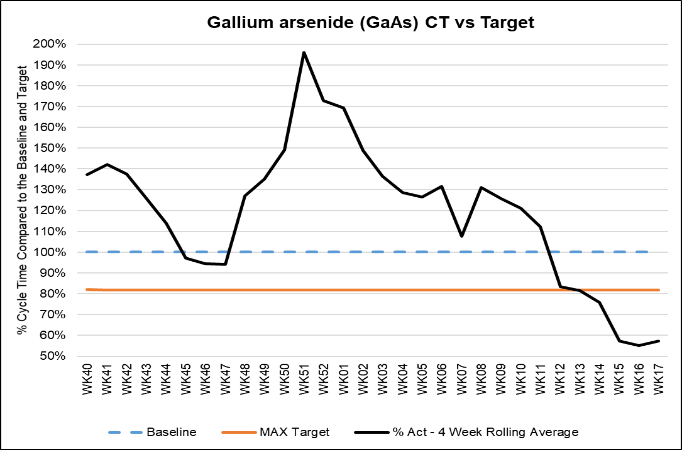 Gallium arsenide (GaAs) CT vs Target
% Cycle Time Compared to the Baseline and Target
200%
190%
180%
170%
160%
150%
140%
130%
120%
110%
100%
90%
80%
70%
60%
50%
WK40
WK41
WK42
WK43
WK44
WK45
WK46
WK47
WK48
WK49
WK50
WK51
WK52
WK01
WK02
WK03
WK04
WK05
WK06
WK07
WK08
WK09
WK10
WK11
WK12
WK13
WK14
WK15
WK16
WK17
Baseline
MAX Target
% Act - 4 Week Rolling Average